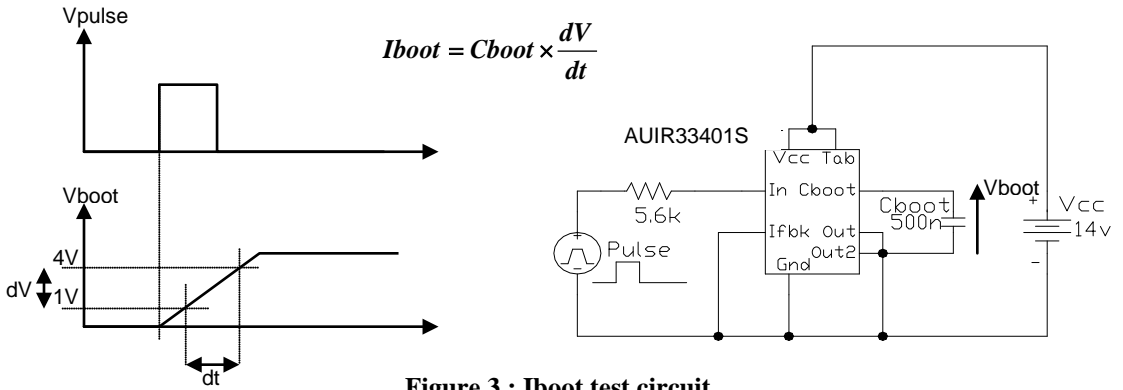 Vpulse
Iboot = Cboot × dV
dt
AUIR33401S
Vcc Tab
In Cboot
5.6k
Cboot
500n
Vboot
Vcc
14v
+
-
Ifbk Out
Out2
Gnd
+
Pulse
Vboot
4V
dV
1V
dt
Figure 3 : Iboot test circuit